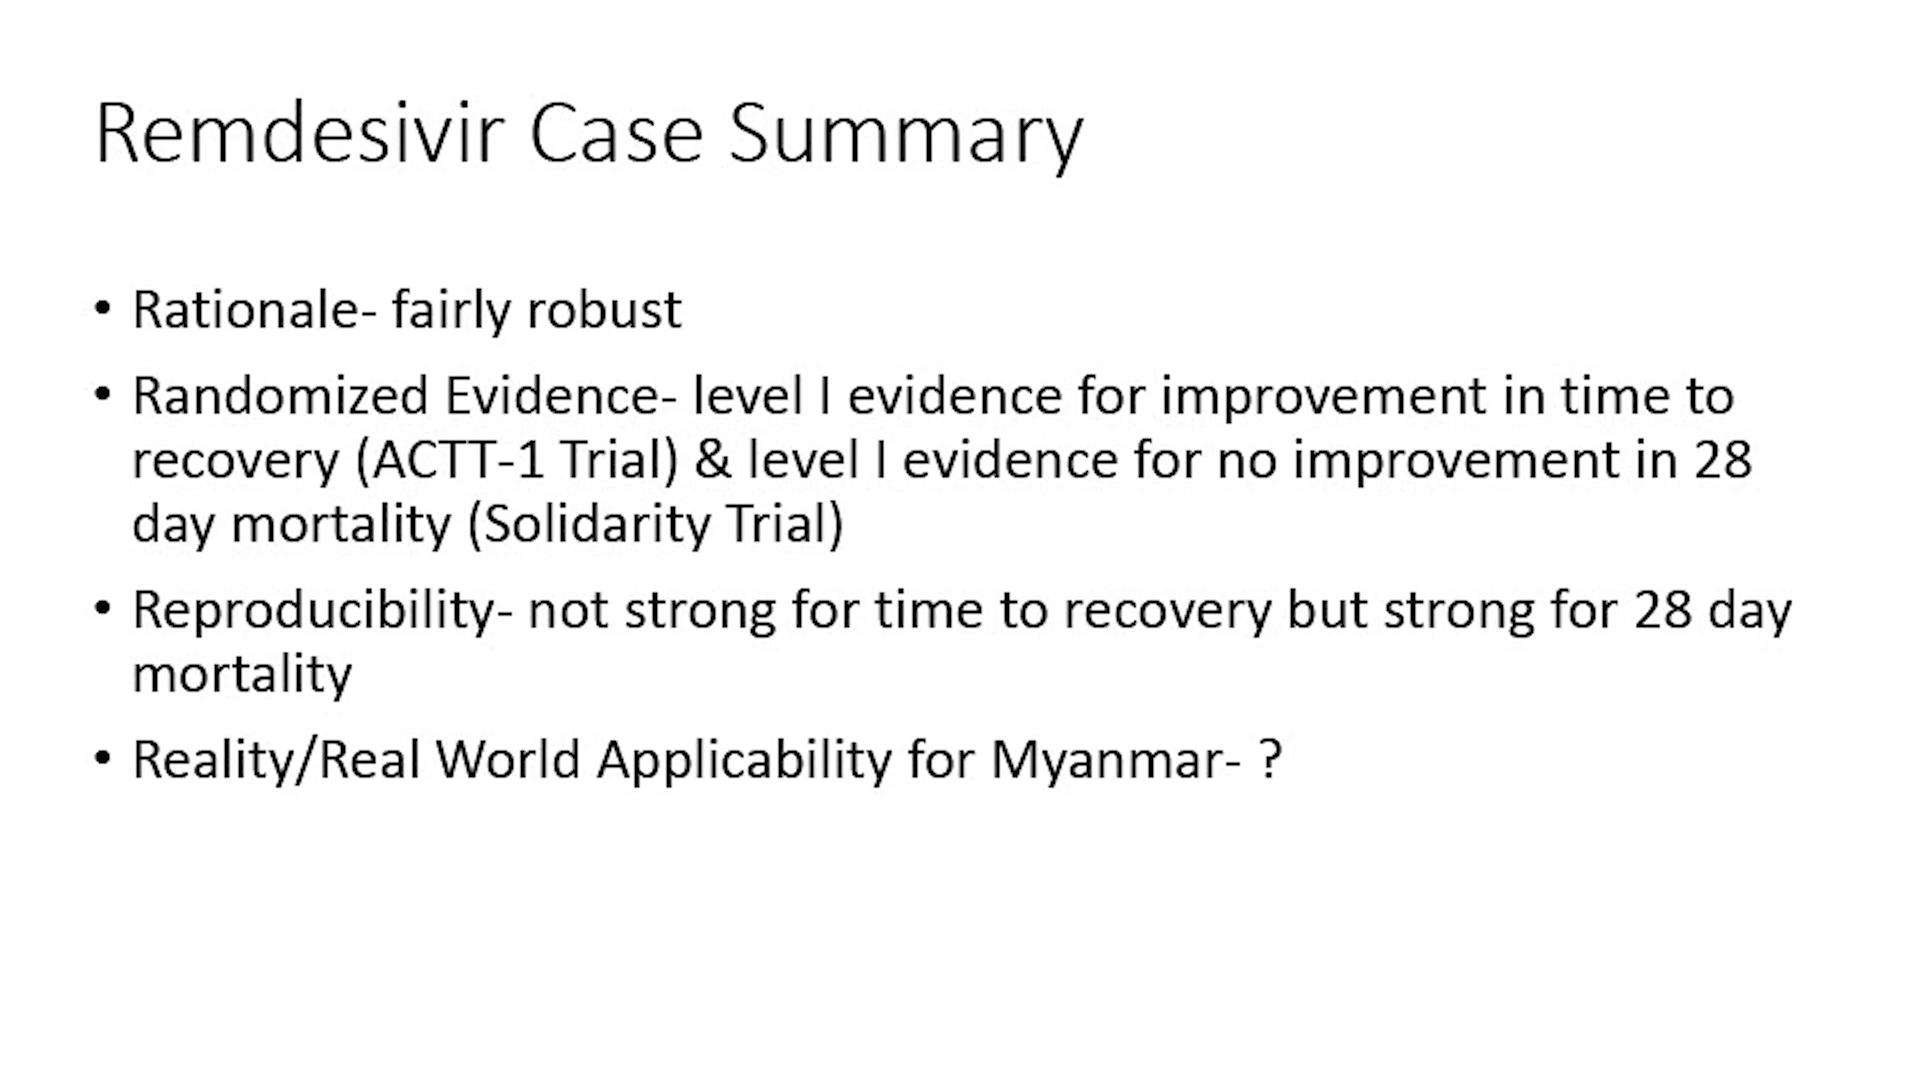 Remdesivir Case Summary
• Rationale- fairly robust
• Randomized Evidence- level I evidence for improvement in time to
recovery (ACTT-1 Trial) & level I evidence for no improvement in 28
day mortality (Solidarity Trial)
• Reproducibility- not strong for time to recovery but strong for 28 day
mortality
• Reality/Real World Applicability for Myanmar- ?